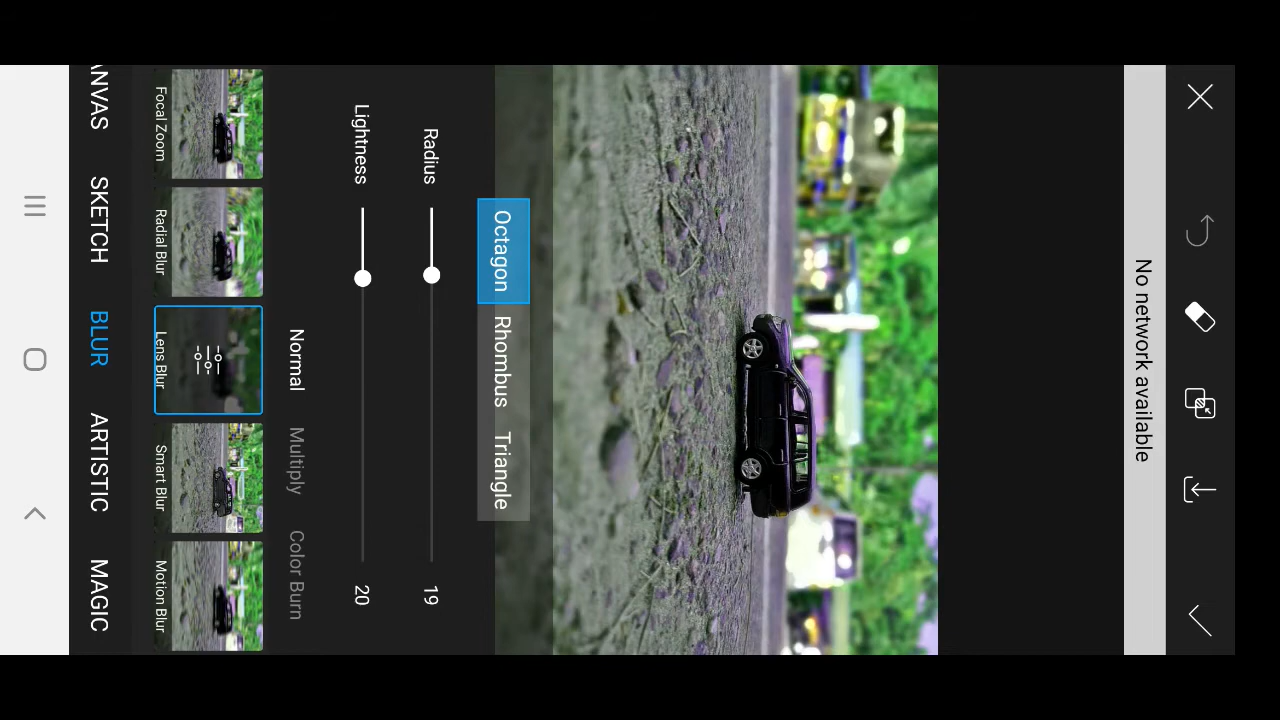 No network available
Octagon Rhombus Triangle
Radius 19
Lightness 20
Normal Multiply Color Burn
Focal Zoom Radial Blur Lens Blur Smart Blur Motion Blur
NVAS SKETCH BLUR ARTISTIC MAGIC